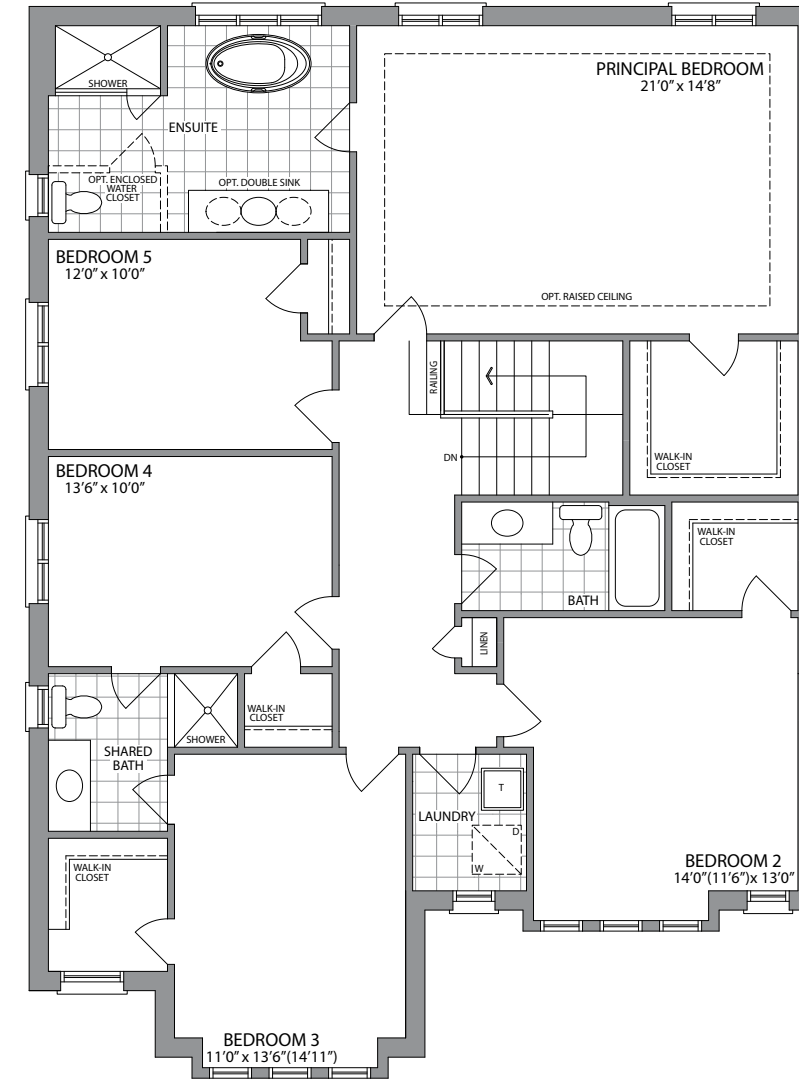 SHOWER
PRINCIPAL BEDROOM
21'0" x 14'8"
ENSUITE
OPT. ENCLOSED
WATER
CLOSET
OPT. DOUBLE SINK
BEDROOM 5
12'0" x 10'0"
OPT. RAISED CEILING
RAILING
DN
WALK-IN
CLOSET
BEDROOM 4
13'6" x 10'0"
WALK-IN
CLOSET
BATH
LINEN
WALK-IN
CLOSET
SHOWER
SHARED
BATH
T
LAUNDRY
D
W
BEDROOM 2
14'0"(11'6")x 13'0"
WALK-IN
CLOSET
BEDROOM 3
11'0" x 13'6"(14'11")